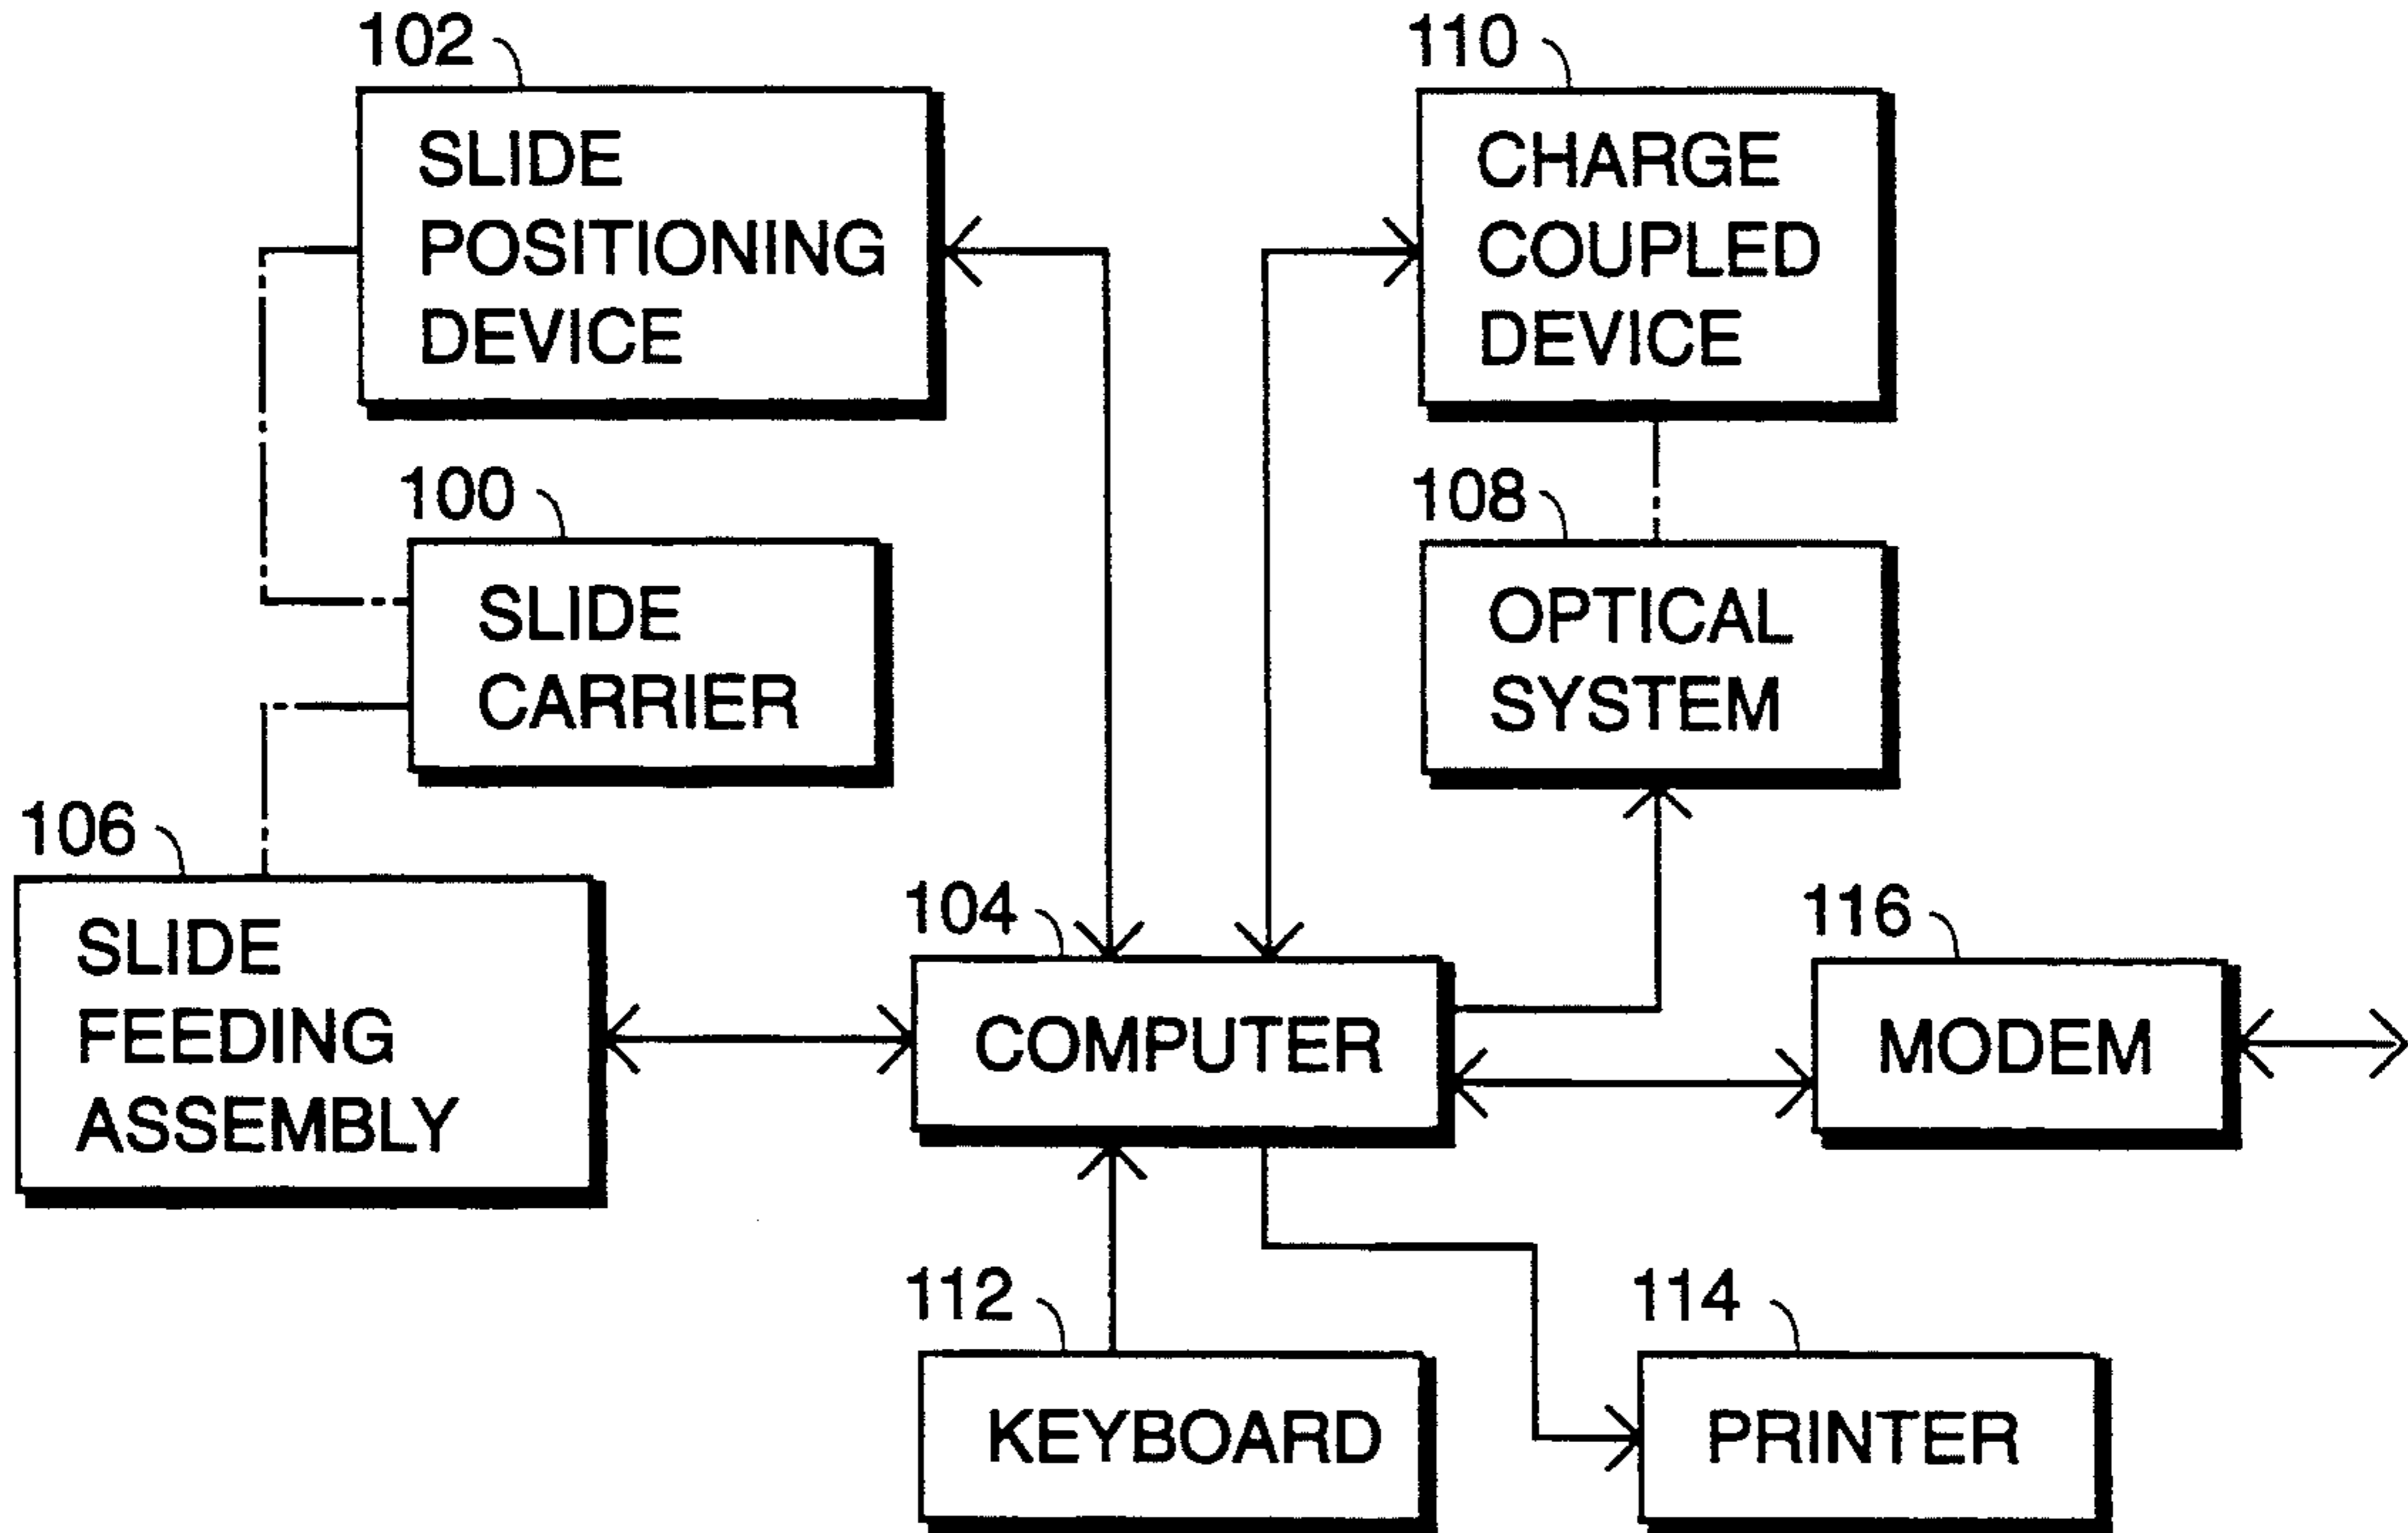 102
SLIDE
POSITIONING
DEVICE
110
CHARGE
COUPLED
DEVICE
100
SLIDE
CARRIER
108
OPTICAL
SYSTEM
106
SLIDE
FEEDING
ASSEMBLY
104
COMPUTER
116
MODEM
112
KEYBOARD
114
PRINTER